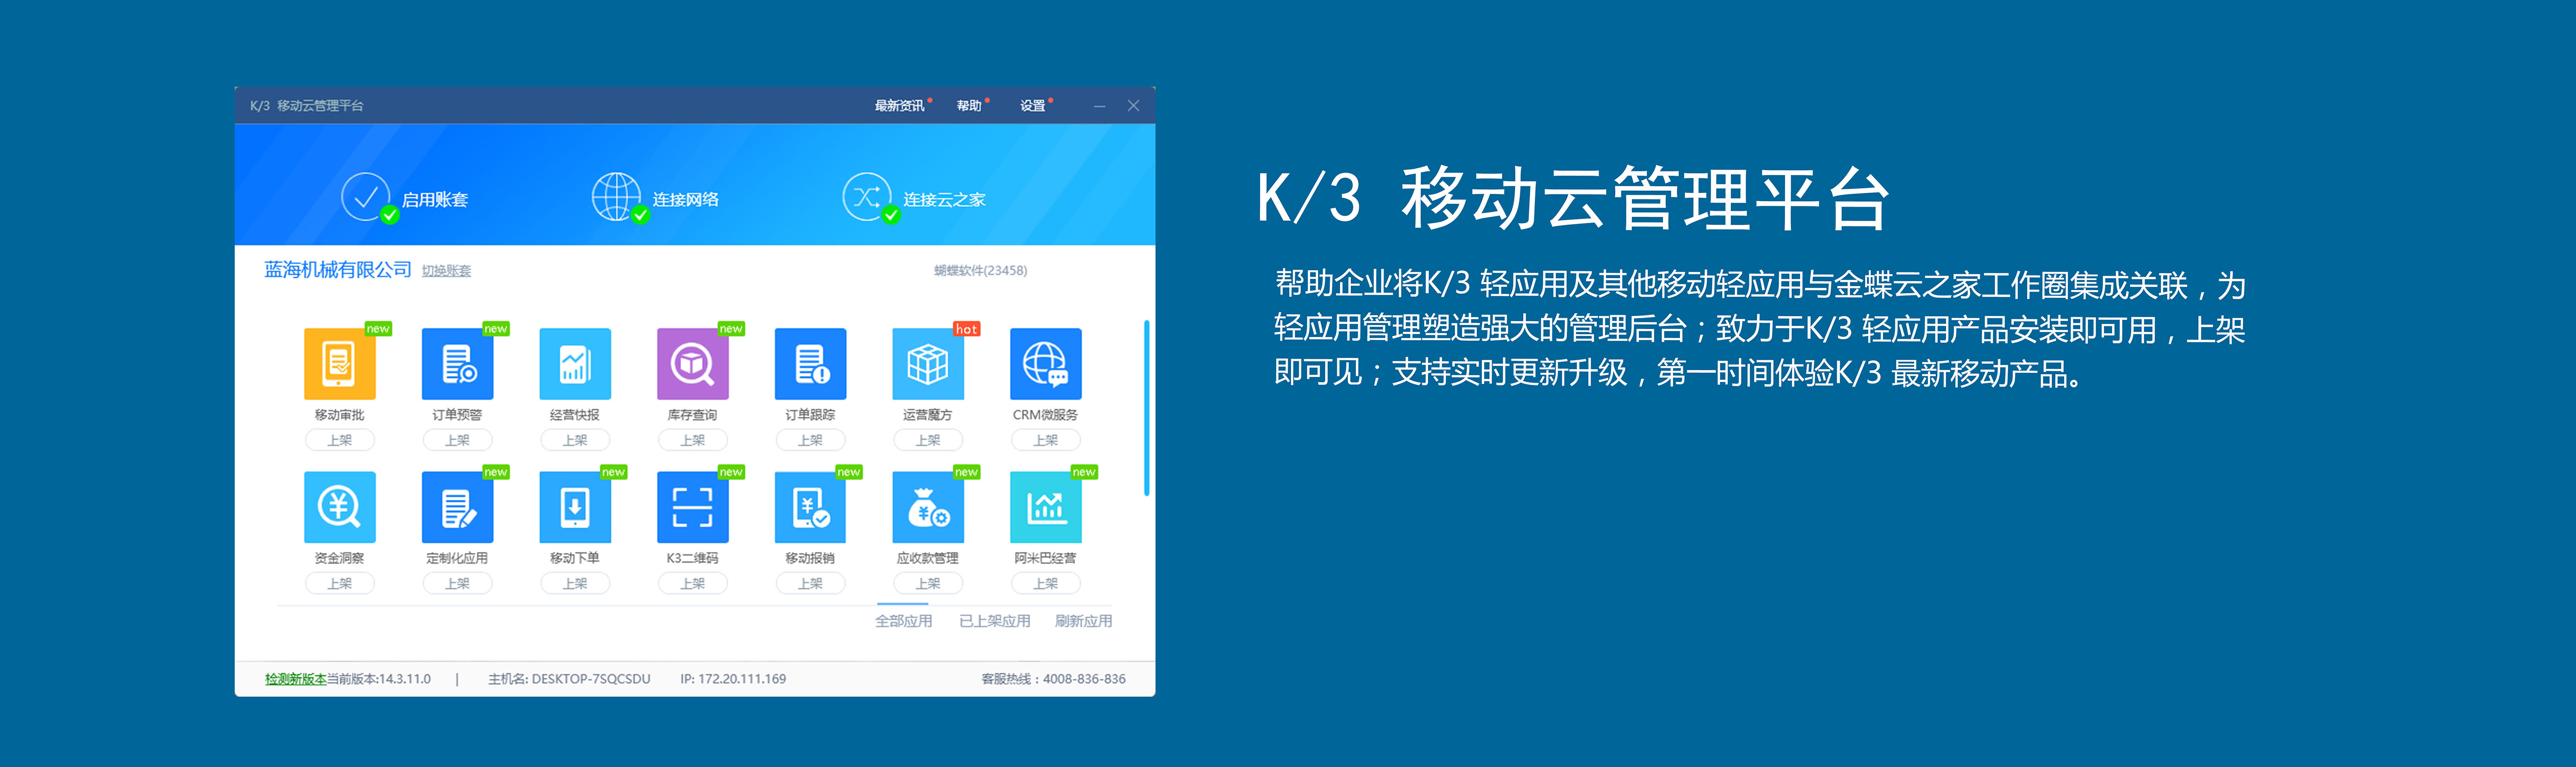 K/3 移动云管理平台
最新资讯 帮助 设置
启用账套 连接网络 连接云之家
蓝海机械有限公司 切换账套 蝴蝶软件(23458)
new new new hot
移动审批 订单预警 经营快报 库存查询 订单跟踪 运营魔方 CRM微服务
上架 上架 上架 上架 上架 上架 上架
new new new new new new
¥ ¥ ¥
资金洞察 定制化应用 移动下单 K3二维码 移动报销 应收款管理 阿米巴经营
上架 上架 上架 上架 上架 上架 上架
全部应用 已上架应用 刷新应用
检测新版本当前版本:14.3.11.0 | 主机名: DESKTOP-7SQCSDU IP: 172.20.111.169 客服热线：4008-836-836
K/3 移动云管理平台
帮助企业将K/3 轻应用及其他移动轻应用与金蝶云之家工作圈集成关联，为
轻应用管理塑造强大的管理后台；致力于K/3 轻应用产品安装即可用，上架
即可见；支持实时更新升级，第一时间体验K/3 最新移动产品。